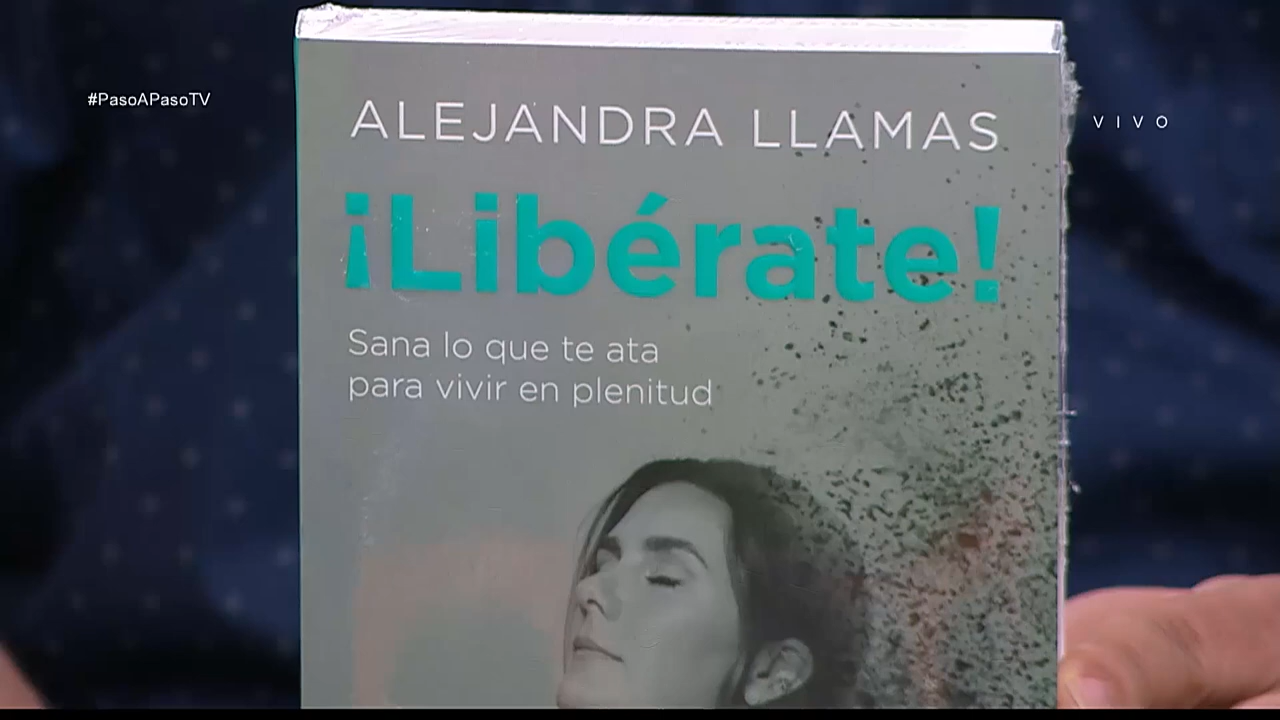 #PasoAPasoTV
VIVO
ALEJANDRA LLAMAS
¡Libérate!
Sana lo que te ata
para vivir en plenitud